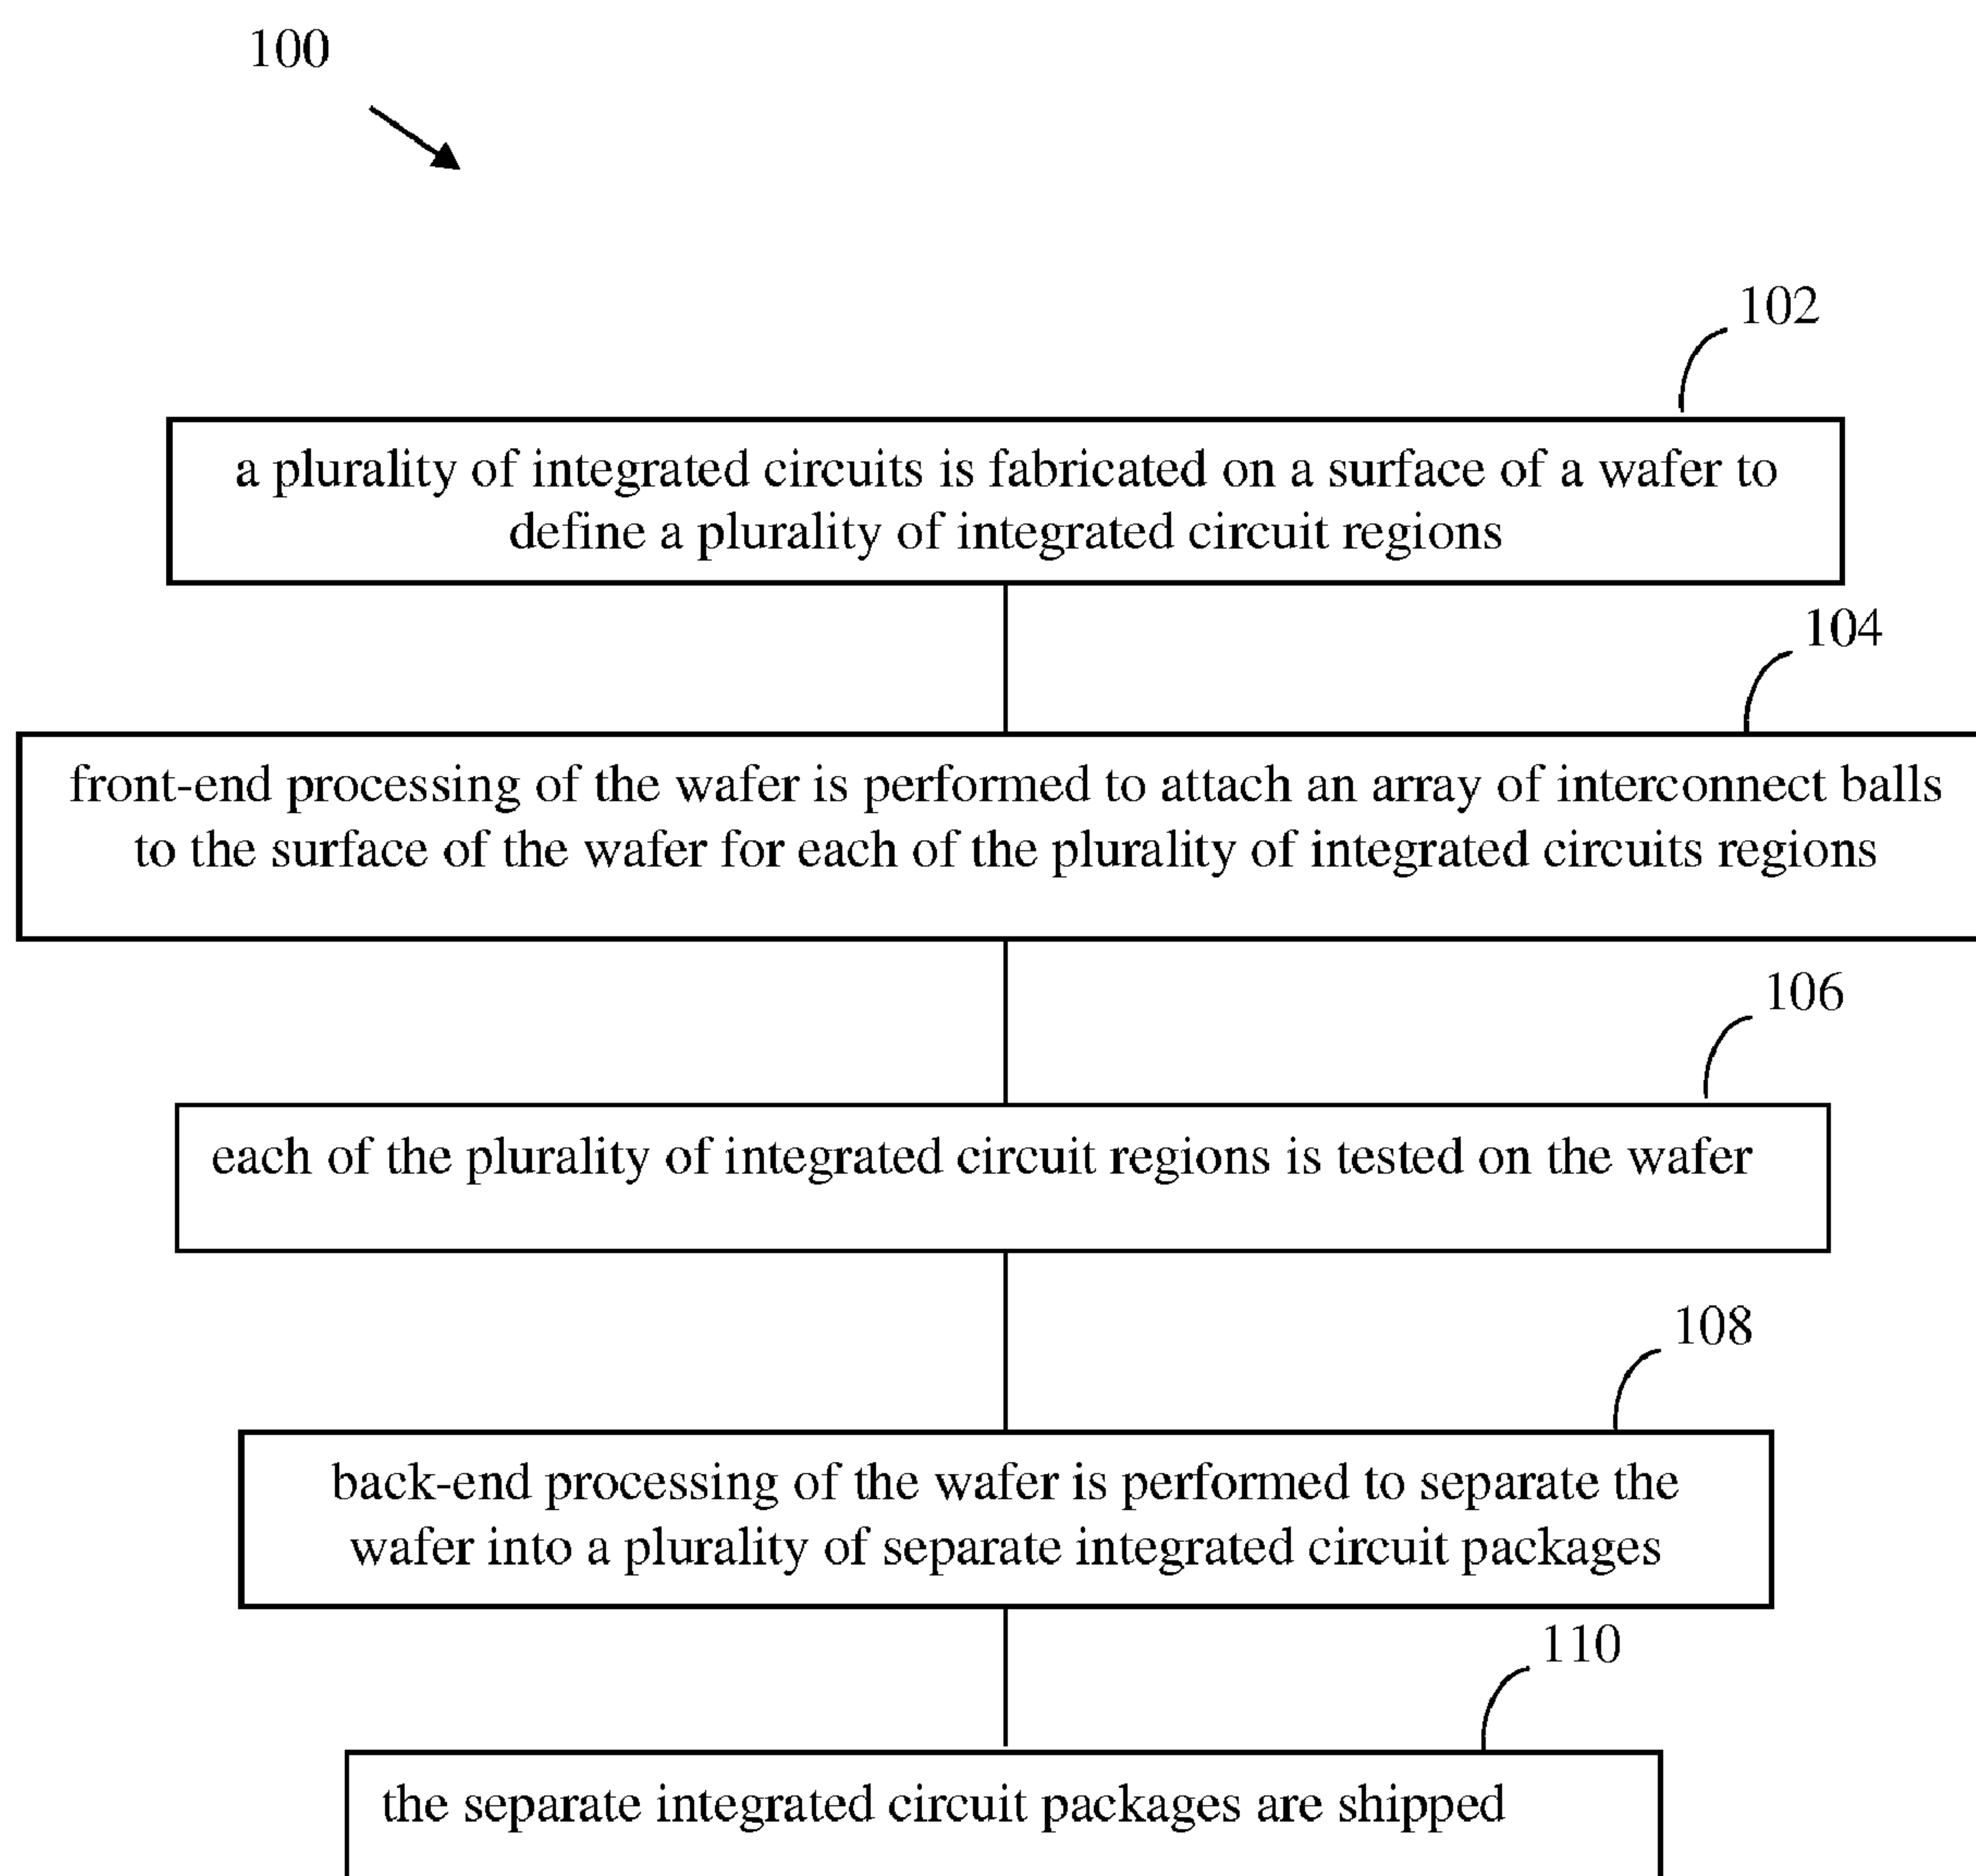 100
102
a plurality of integrated circuits is fabricated on a surface of a wafer to
define a plurality of integrated circuit regions
104
front-end processing of the wafer is performed to attach an array of interconnect balls
to the surface of the wafer for each of the plurality of integrated circuits regions
106
each of the plurality of integrated circuit regions is tested on the wafer
108
back-end processing of the wafer is performed to separate the
wafer into a plurality of separate integrated circuit packages
110
the separate integrated circuit packages are shipped